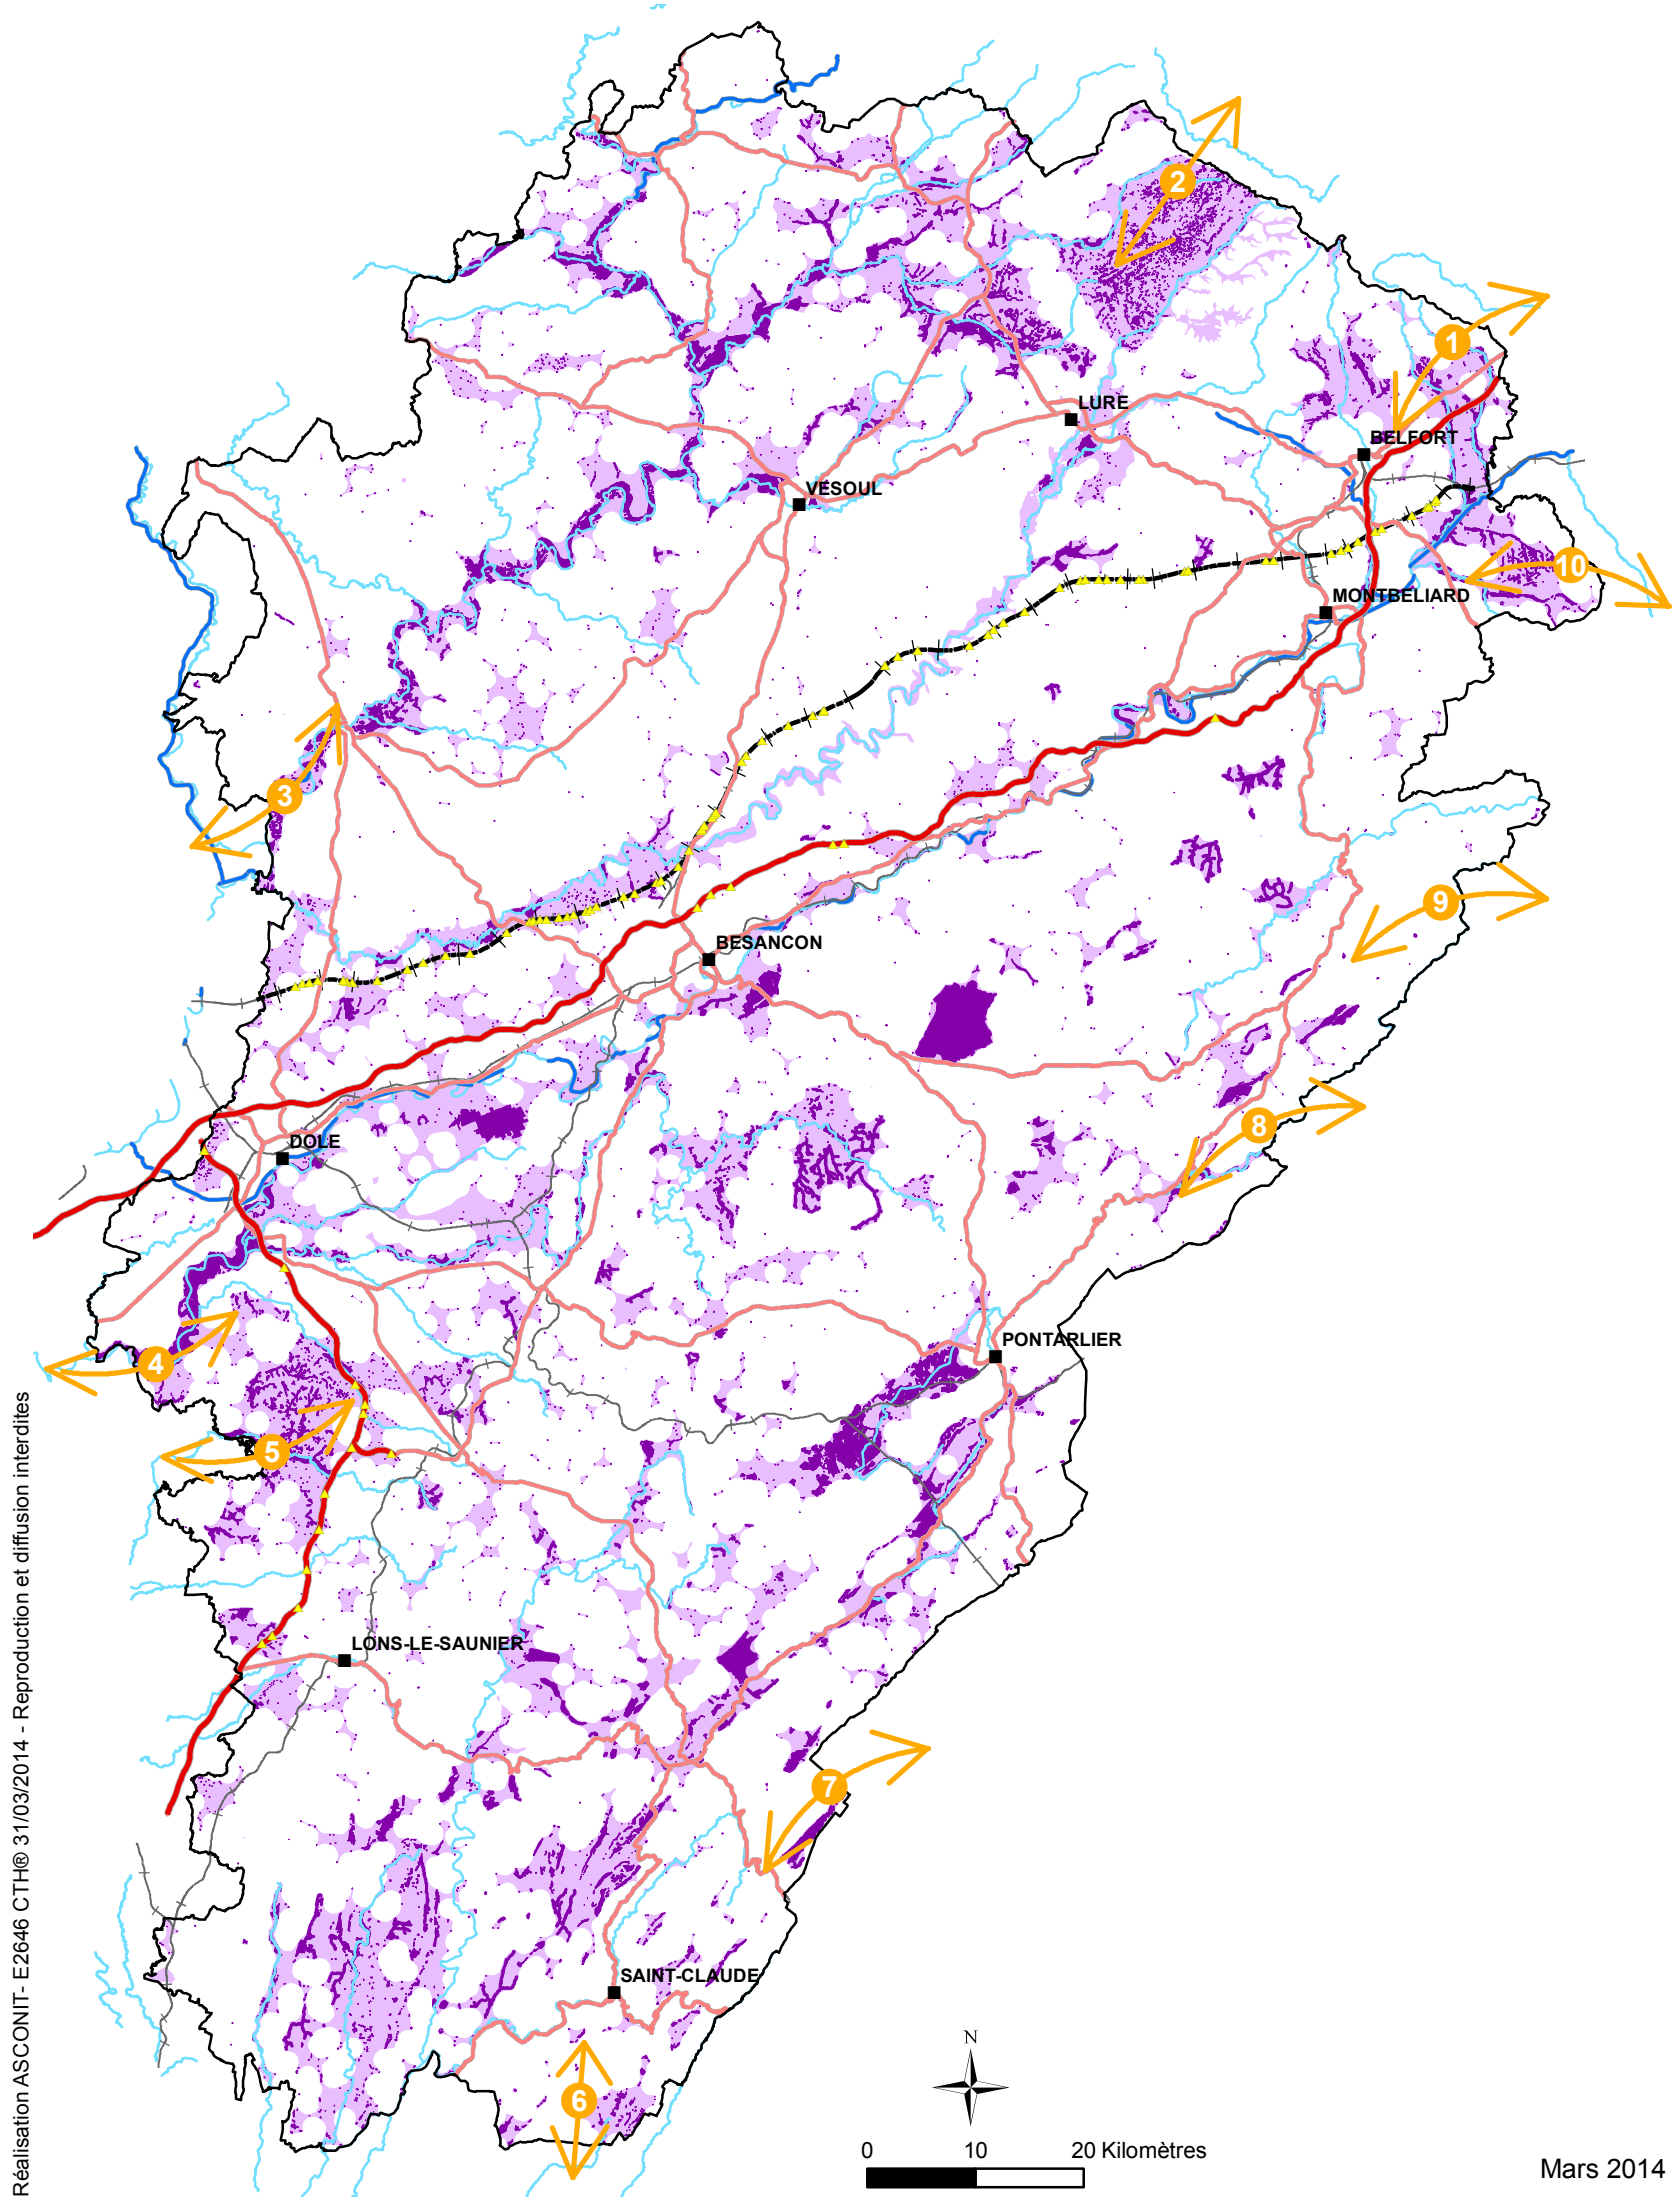 2
1
LURE
BELFORT
VESOUL
10
MONTBELIARD
3
9
BESANCON
8
DOLE
PONTARLIER
4
5
LONS-LE-SAUNIER
7
SAINT-CLAUDE
6
N
0 10 20 Kilomètres
Mars 2014
Réalisation ASCONIT- E2646 CTH® 31/03/2014 - Reproduction et diffusion interdites